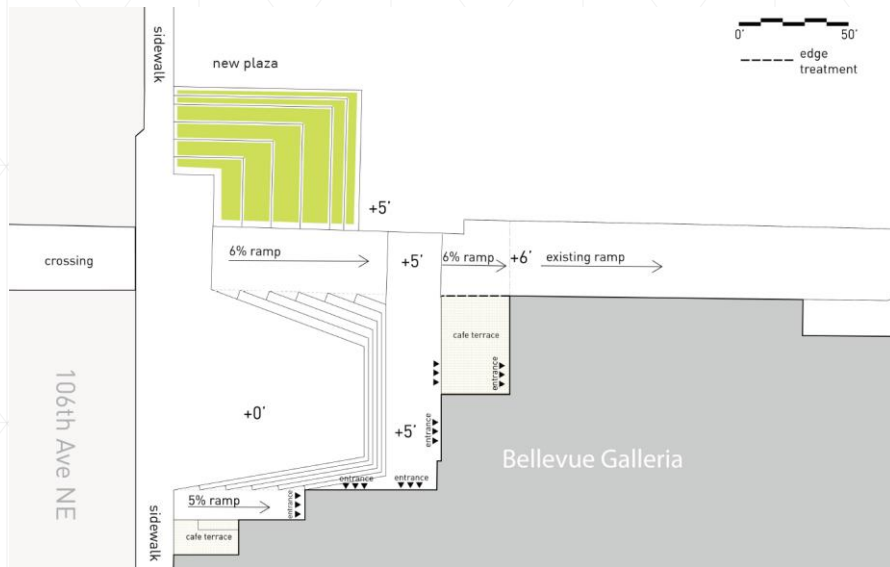 sidewalk
new plaza
0'
50'
edge
treatment
+5'
crossing
6% ramp
+5'
6% ramp
+6'
existing ramp
cafe terrace
entrance
106th Ave NE
+0'
+5'
entrance
Bellevue Galleria
entrance
entrance
5% ramp
entrance
sidewalk
cafe terrace